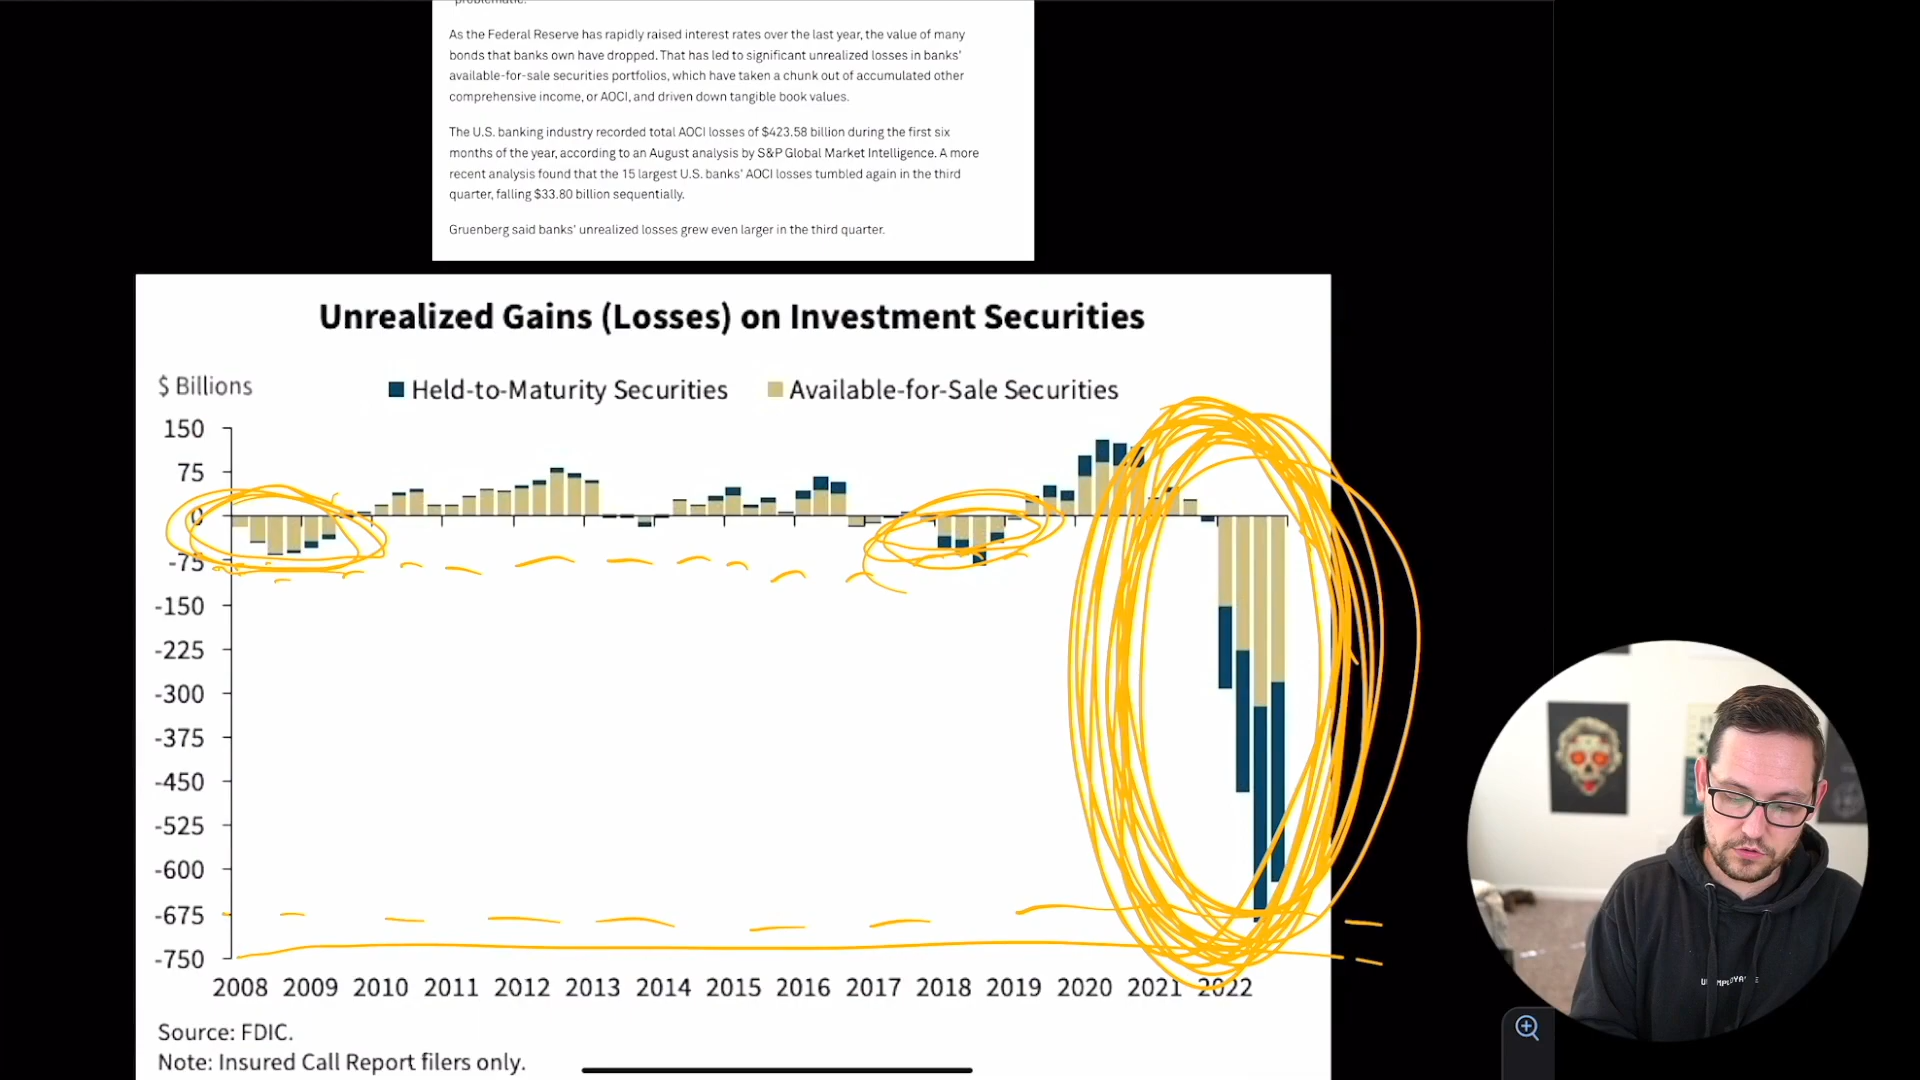 problematic.
As the Federal Reserve has rapidly raised interest rates over the last year, the value of many
bonds that banks own have dropped. That has led to significant unrealized losses in banks'
available-for-sale securities portfolios, which have taken a chunk out of accumulated other
comprehensive income, or AOCI, and driven down tangible book values.
The U.S. banking industry recorded total AOCI losses of $423.58 billion during the first six
months of the year, according to an August analysis by S&P Global Market Intelligence. A more
recent analysis found that the 15 largest U.S. banks' AOCI losses tumbled again in the third
quarter, falling $33.80 billion sequentially.
Gruenberg said banks' unrealized losses grew even larger in the third quarter.
Unrealized Gains (Losses) on Investment Securities
$ Billions
Held-to-Maturity Securities
Available-for-Sale Securities
150
75
0
-75
-150
-225
-300
-375
-450
-525
-600
-675
-750
2008 2009 2010 2011 2012 2013 2014 2015 2016 2017 2018 2019 2020 2021 2022
Source: FDIC.
Note: Insured Call Report filers only.